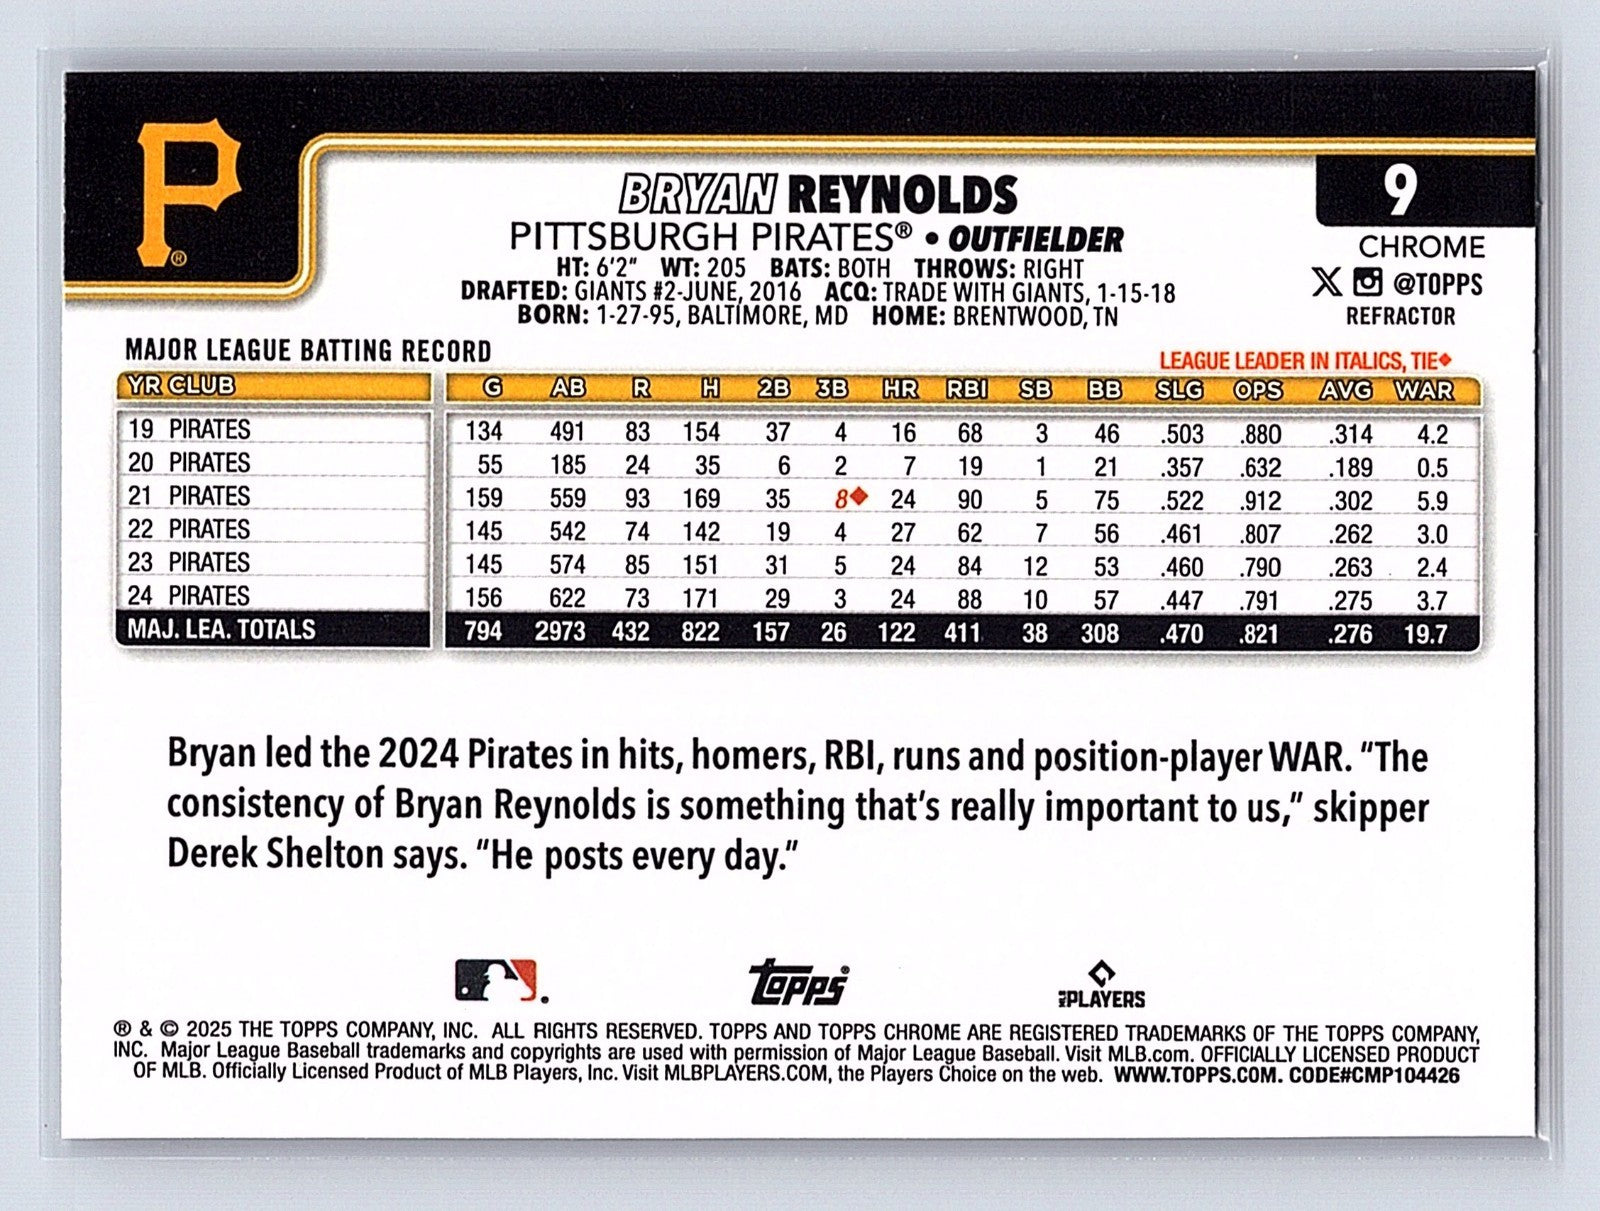 P®
BRYAN REYNOLDS
PITTSBURGH PIRATES® • OUTFIELDER
HT: 6'2" WT: 205 BATS: BOTH THROWS: RIGHT
DRAFTED: GIANTS #2-JUNE, 2016 ACQ: TRADE WITH GIANTS, 1-15-18
BORN: 1-27-95, BALTIMORE, MD HOME: BRENTWOOD, TN
9
CHROME
X @TOPPS
REFRACTOR
MAJOR LEAGUE BATTING RECORD
LEAGUE LEADER IN ITALICS, TIE◆
YR CLUB G AB R H 2B 3B HR RBI SB BB SLG OPS AVG WAR
19 PIRATES 134 491 83 154 37 4 16 68 3 46 .503 .880 .314 4.2
20 PIRATES 55 185 24 35 6 2 7 19 1 21 .357 .632 .189 0.5
21 PIRATES 159 559 93 169 35 8◆ 24 90 5 75 .522 .912 .302 5.9
22 PIRATES 145 542 74 142 19 4 27 62 7 56 .461 .807 .262 3.0
23 PIRATES 145 574 85 151 31 5 24 84 12 53 .460 .790 .263 2.4
24 PIRATES 156 622 73 171 29 3 24 88 10 57 .447 .791 .275 3.7
MAJ. LEA. TOTALS 794 2973 432 822 157 26 122 411 38 308 .470 .821 .276 19.7
Bryan led the 2024 Pirates in hits, homers, RBI, runs and position-player WAR. "The
consistency of Bryan Reynolds is something that's really important to us," skipper
Derek Shelton says. "He posts every day."
Topps®
MLB PLAYERS
® & © 2025 THE TOPPS COMPANY, INC. ALL RIGHTS RESERVED. TOPPS AND TOPPS CHROME ARE REGISTERED TRADEMARKS OF THE TOPPS COMPANY,
INC. Major League Baseball trademarks and copyrights are used with permission of Major League Baseball. Visit MLB.com. OFFICIALLY LICENSED PRODUCT
OF MLB. Officially Licensed Product of MLB Players, Inc. Visit MLBPLAYERS.COM, the Players Choice on the web. WWW.TOPPS.COM. CODE#CMP104426